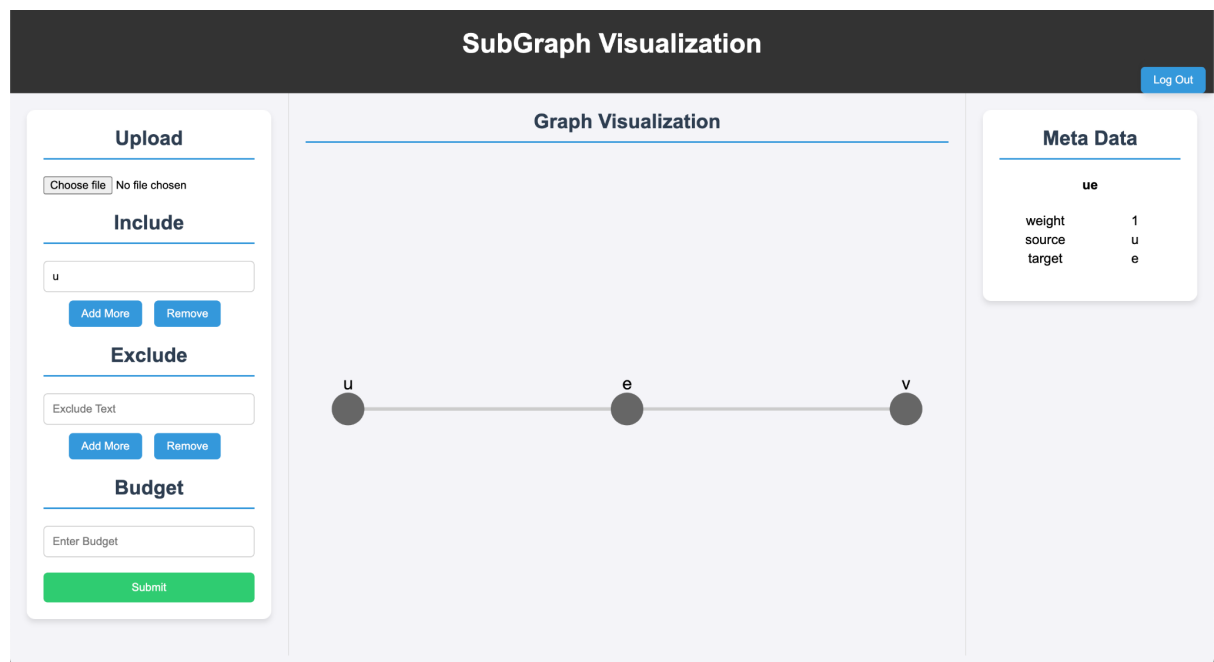 SubGraph Visualization
Log Out
Upload
Choose file No file chosen
Include
u
Add More Remove
Exclude
Exclude Text
Add More Remove
Budget
Enter Budget
Submit
Graph Visualization
u e v
Meta Data
ue
weight 1
source u
target e